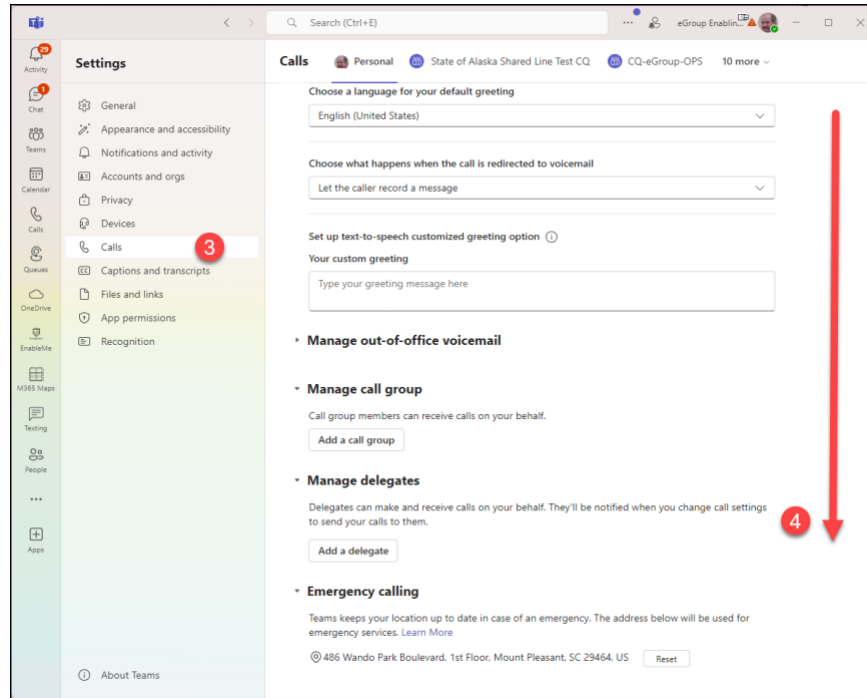 Search (Ctrl+E)
...
eGroup Enablin...
29
Activity
1
Chat
Teams
Calendar
Calls
Queues
OneDrive
EnableMe
M365 Maps
Texting
People
...
Apps
Settings
General
Appearance and accessibility
Notifications and activity
Accounts and orgs
Privacy
Devices
Calls
3
Captions and transcripts
Files and links
App permissions
Recognition
About Teams
Calls
Personal
State of Alaska Shared Line Test CQ
CQ-eGroup-OPS
10 more
Choose a language for your default greeting
English (United States)
Choose what happens when the call is redirected to voicemail
Let the caller record a message
Set up text-to-speech customized greeting option
Your custom greeting
Type your greeting message here
Manage out-of-office voicemail
Manage call group
Call group members can receive calls on your behalf.
Add a call group
Manage delegates
Delegates can make and receive calls on your behalf. They'll be notified when you change call settings
to send your calls to them.
4
Add a delegate
Emergency calling
Teams keeps your location up to date in case of an emergency. The address below will be used for
emergency services. Learn More
486 Wando Park Boulevard, 1st Floor, Mount Pleasant, SC 29464, US
Reset